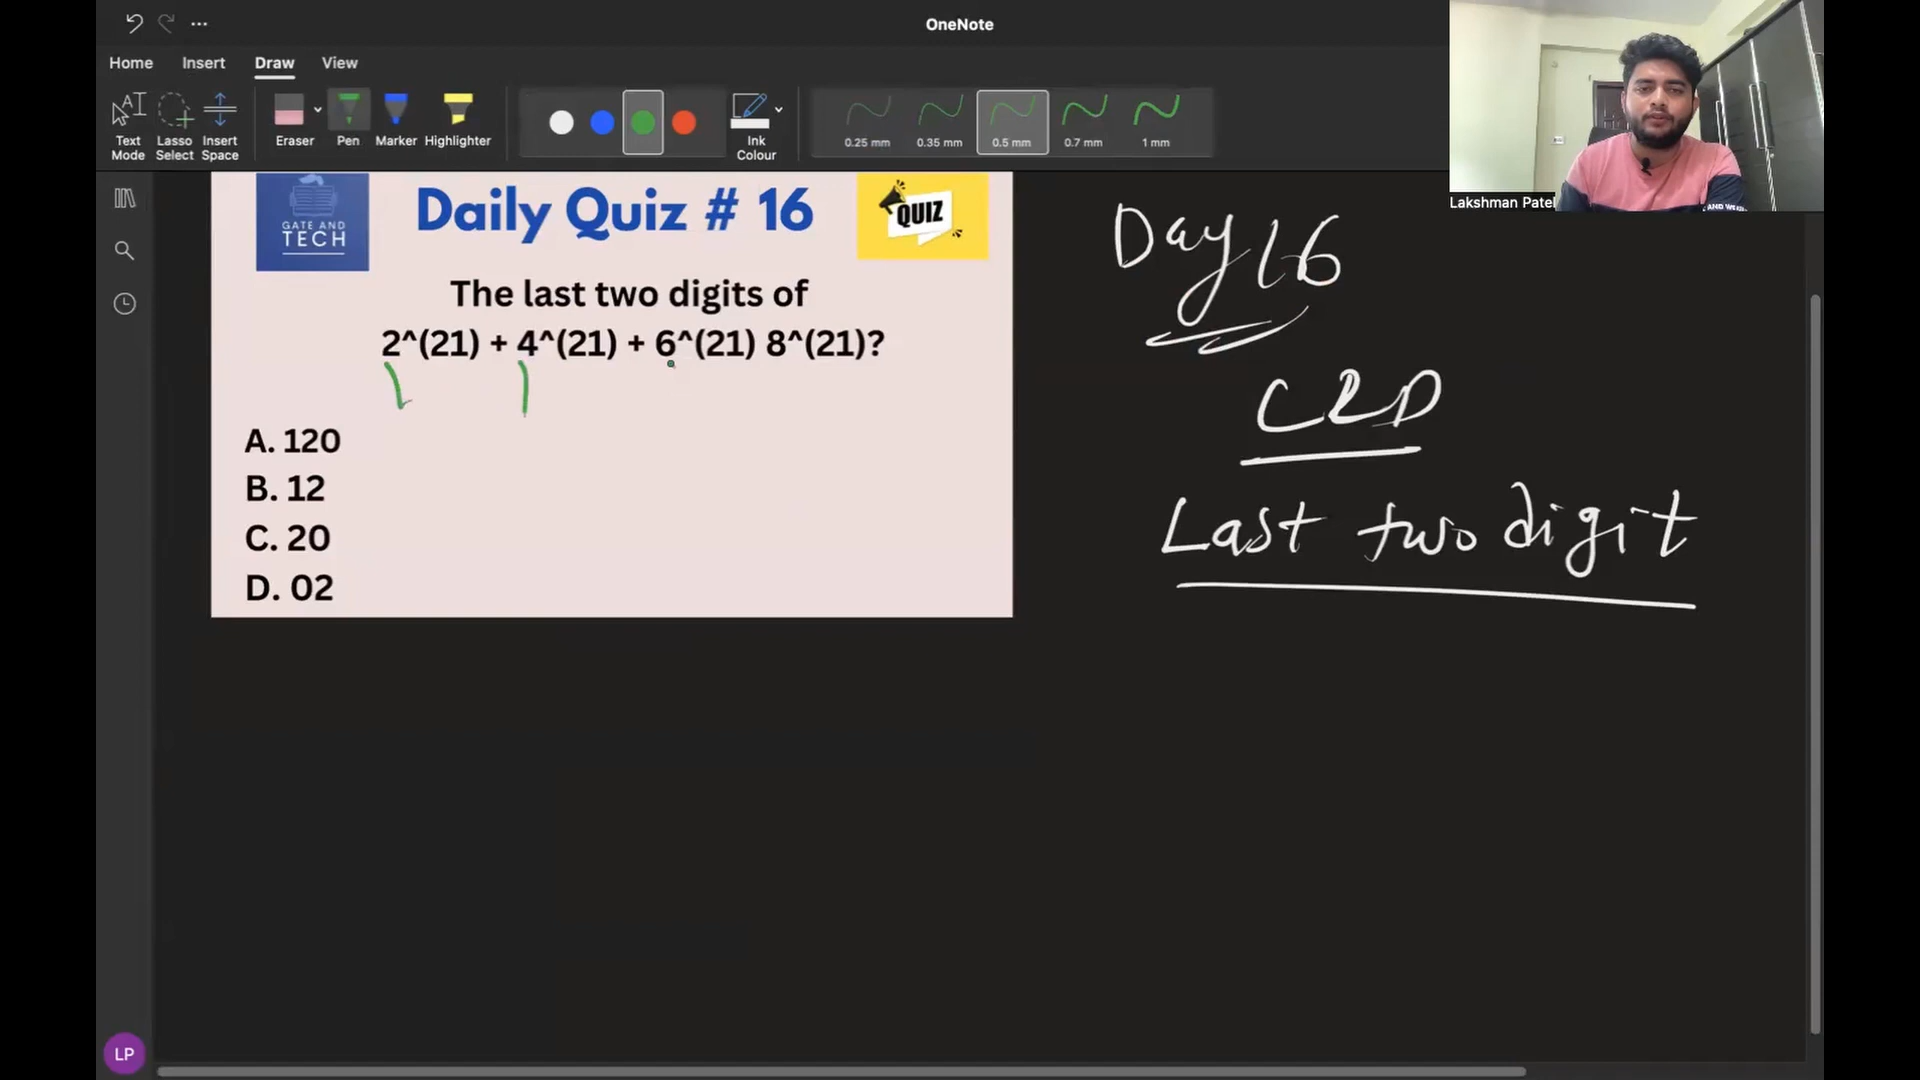 OneNote
Home Insert Draw View
Text Mode
Lasso Select
Insert Space
Eraser
Pen
Marker
Highlighter
Ink Colour
0.25 mm
0.35 mm
0.5 mm
0.7 mm
1 mm
Lakshman Patel
GATE AND
TECH
Daily Quiz # 16
QUIZ
The last two digits of
2^(21) + 4^(21) + 6^(21) 8^(21)?
A. 120
B. 12
C. 20
D. 02
Day 16
Last two digit
LP